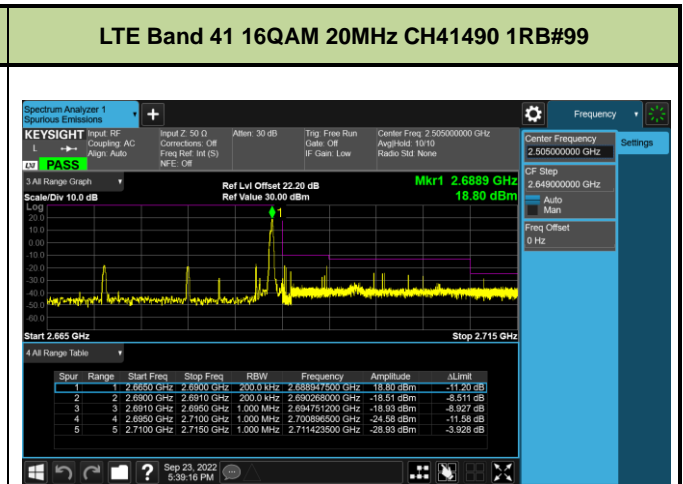 LTE Band 41 16QAM 20MHz CH41490 1RB#99
Spectrum Analyzer 1
Spurious Emissions
Frequency
Settings
KEYSIGHT
L
LXI PASS
Input: RF
Coupling: AC
Align: Auto
Input Z: 50 Ω
Corrections: Off
Freq Ref: Int (S)
NFE: Off
Atten: 30 dB
Trig: Free Run
Gate: Off
IF Gain: Low
Center Freq: 2.505000000 GHz
Avg|Hold: 10/10
Radio Std: None
Center Frequency
2.505000000 GHz
CF Step
2.649000000 GHz
Auto
Man
Freq Offset
0 Hz
3 All Range Graph
Scale/Div 10.0 dB
Ref Lvl Offset 22.20 dB
Ref Value 30.00 dBm
Mkr1 2.6889 GHz
18.80 dBm
Log
1
20.0
10.0
0.00
-10.0
-20.0
-30.0
-40.0
-50.0
-60.0
Start 2.665 GHz Stop 2.715 GHz
4 All Range Table
Spur Range Start Freq Stop Freq RBW Frequency Amplitude ΔLimit
1 1 2.6650 GHz 2.6900 GHz 200.0 kHz 2.688947500 GHz 18.80 dBm -11.20 dB
2 2 2.6900 GHz 2.6910 GHz 200.0 kHz 2.690268000 GHz -18.51 dBm -8.511 dB
3 3 2.6910 GHz 2.6950 GHz 1.000 MHz 2.694751200 GHz -18.93 dBm -8.927 dB
4 4 2.6950 GHz 2.7100 GHz 1.000 MHz 2.700896500 GHz -24.58 dBm -11.58 dB
5 5 2.7100 GHz 2.7150 GHz 1.000 MHz 2.711423500 GHz -28.93 dBm -3.928 dB
?
Sep 23, 2022
5:39:16 PM